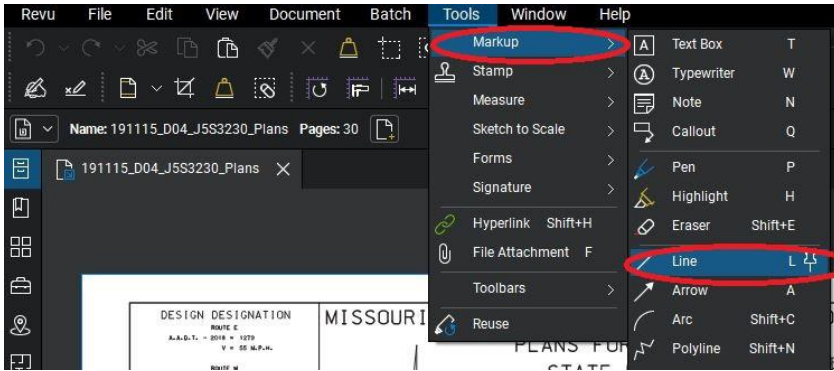 Revu File Edit View Document Batch Tools Window Help
Markup
Stamp
Measure
Sketch to Scale
Forms
Signature
Hyperlink Shift+H
File Attachment F
Toolbars
Reuse
A Text Box T
A Typewriter W
Note N
Callout Q
Pen P
Highlight H
Eraser Shift+E
Line L
Arrow A
Arc Shift+C
Polyline Shift+N
Name: 191115_D04_J5S3230_Plans Pages: 30
191115_D04_J5S3230_Plans
DESIGN DESIGNATION
ROUTE E
A.A.D.T. - 2018 = 1270
V = 55 M.P.H.
ROUTE W
MISSOURI
PLANS FOR
STATE